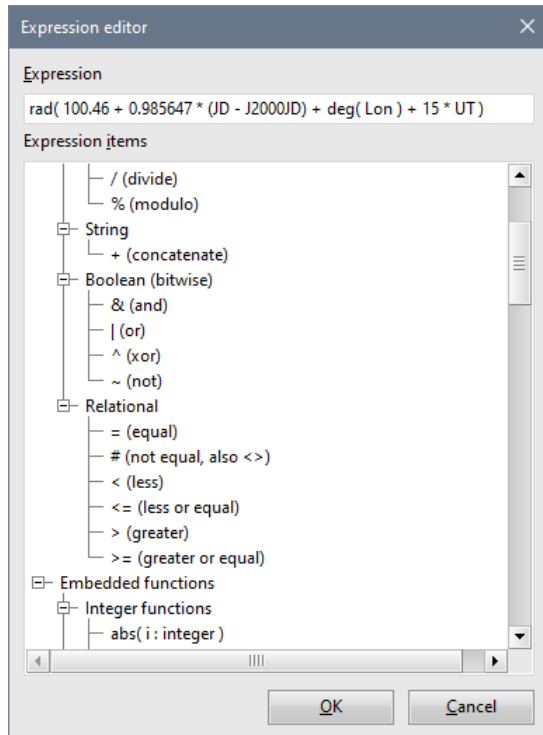 Expression editor
Expression
rad( 100.46 + 0.985647 * (JD - J2000JD) + deg( Lon ) + 15 * UT )
Expression items
/ (divide)
% (modulo)
String
+ (concatenate)
Boolean (bitwise)
& (and)
| (or)
^ (xor)
~ (not)
Relational
= (equal)
# (not equal, also <>)
< (less)
<= (less or equal)
> (greater)
>= (greater or equal)
Embedded functions
Integer functions
abs( i : integer )
OK Cancel